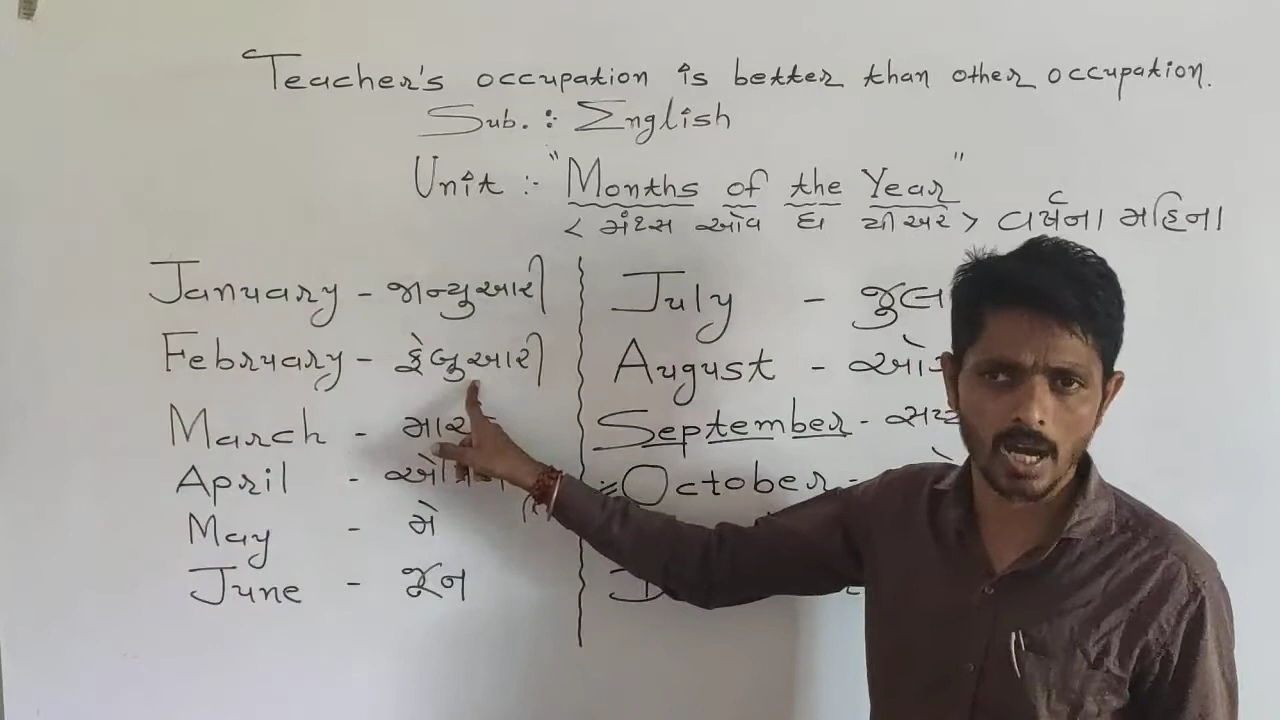 Teacher's occupation is better than other occupation.
Sub. : English
Unit :- "Months of the Year"
< મંથ્સ ઓવ ધ યીઅર > વર્ષના મહિના
January - જાન્યુઆરી
February - ફેબ્રુઆરી
March -
April -
May - મે
June - જૂન
July -
August -
September -
October -